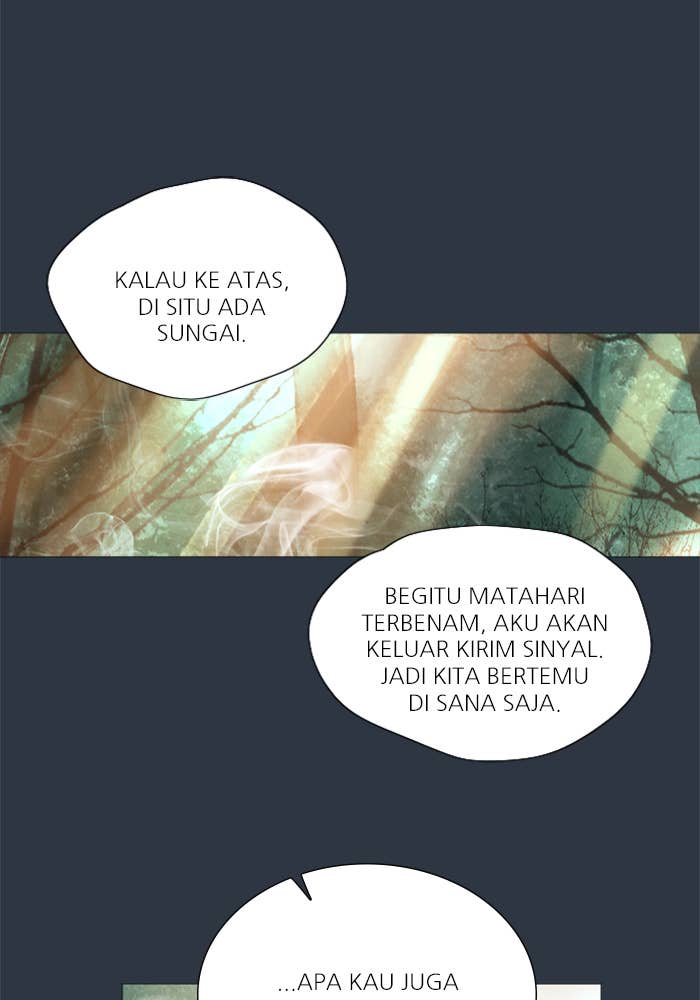 KALAU KE ATAS,
DI SITU ADA
SUNGAI.
BEGITU MATAHARI
TERBENAM, AKU AKAN
KELUAR KIRIM SINYAL.
JADI KITA BERTEMU
DI SANA SAJA.
...APA KAU JUGA